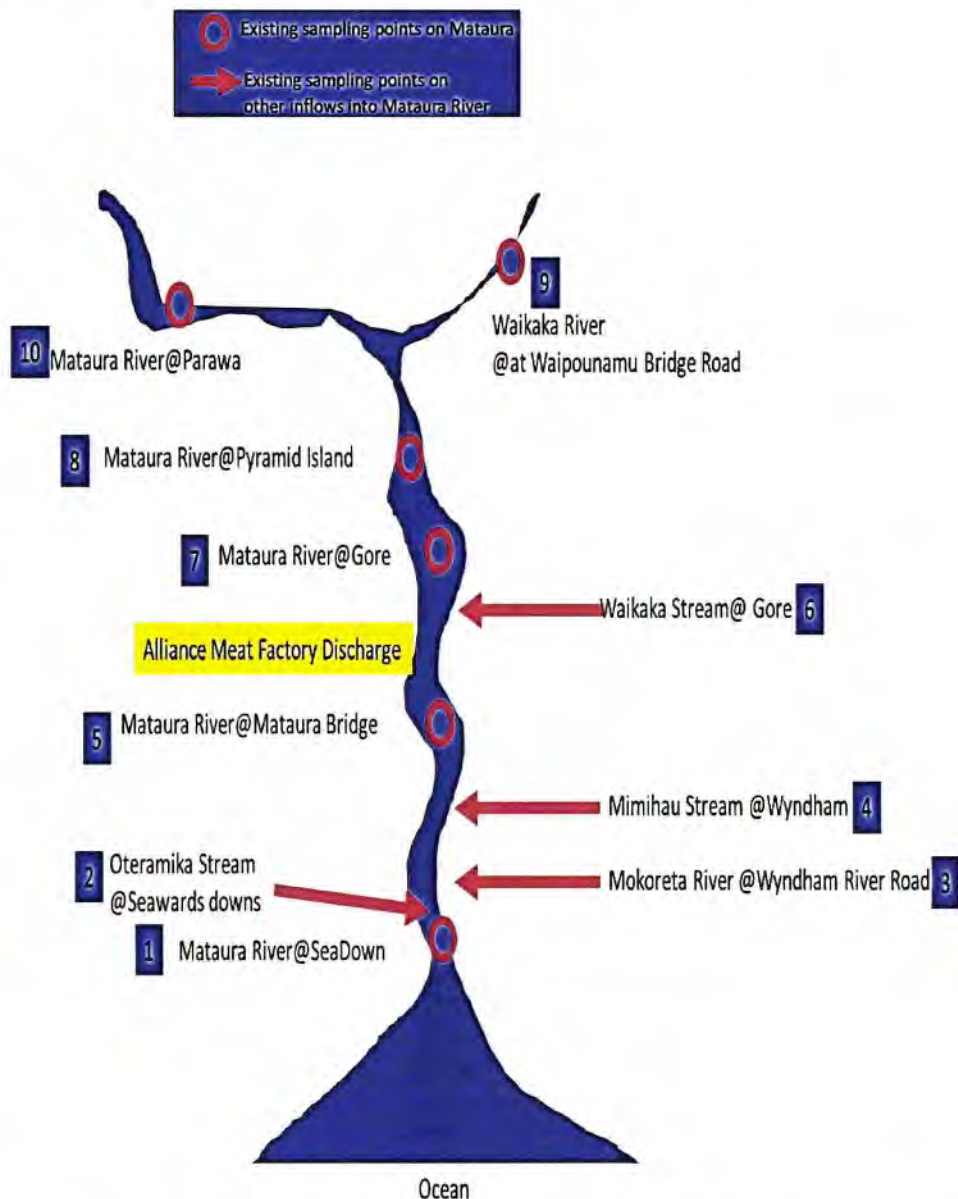 Existing sampling points on Mataura
Existing sampling points on
other inflows into Mataura River
9
Waikaka River
@at Waipounamu Bridge Road
10 Mataura River@Parawa
8 Mataura River@Pyramid Island
7 Mataura River@Gore
Waikaka Stream@ Gore 6
Alliance Meat Factory Discharge
5 Mataura River@Mataura Bridge
Mimihau Stream @Wyndham 4
2 Oteramika Stream
@Seawards downs
Mokoreta River @Wyndham River Road 3
1 Mataura River@SeaDown
Ocean